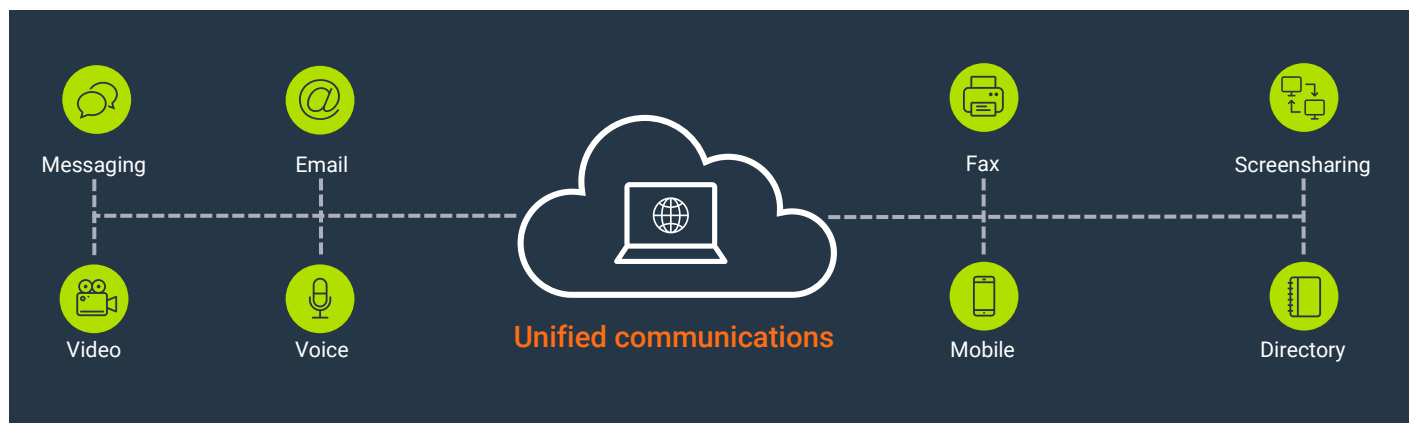 Messaging
Email
Fax
Screensharing
Unified communications
Video
Voice
Mobile
Directory